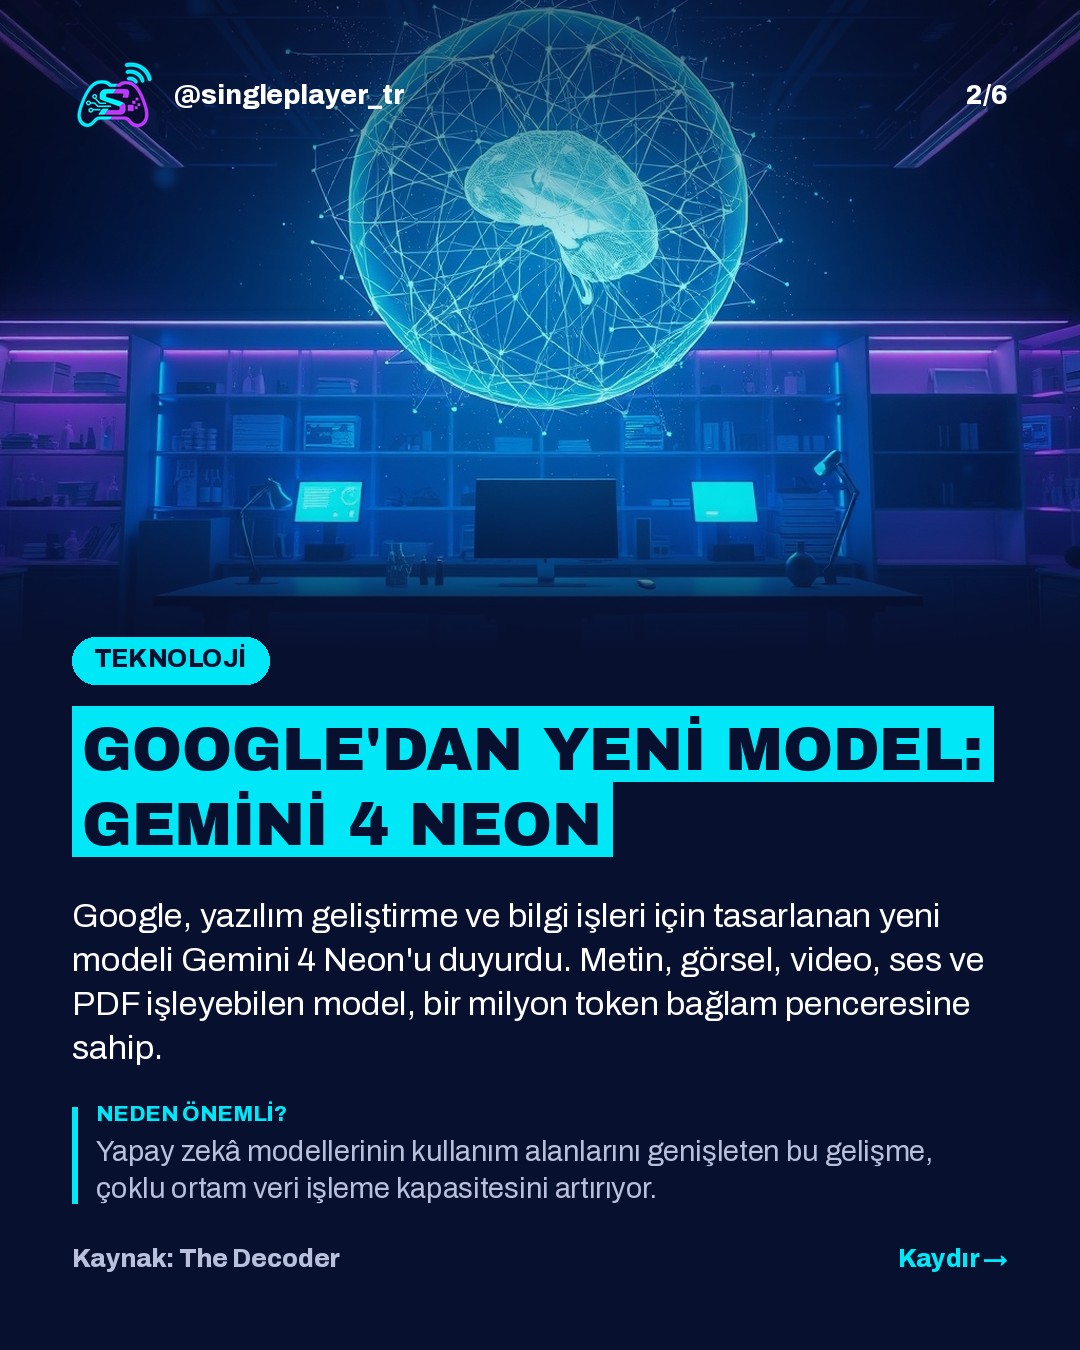 @singleplayer_tr
2/6
TEKNOLOJİ
GOOGLE'DAN YENİ MODEL:
GEMİNİ 4 NEON
Google, yazılım geliştirme ve bilgi işleri için tasarlanan yeni
modeli Gemini 4 Neon'u duyurdu. Metin, görsel, video, ses ve
PDF işleyebilen model, bir milyon token bağlam penceresine
sahip.
NEDEN ÖNEMLİ?
Yapay zekâ modellerinin kullanım alanlarını genişleten bu gelişme,
çoklu ortam veri işleme kapasitesini artırıyor.
Kaynak: The Decoder
Kaydır →